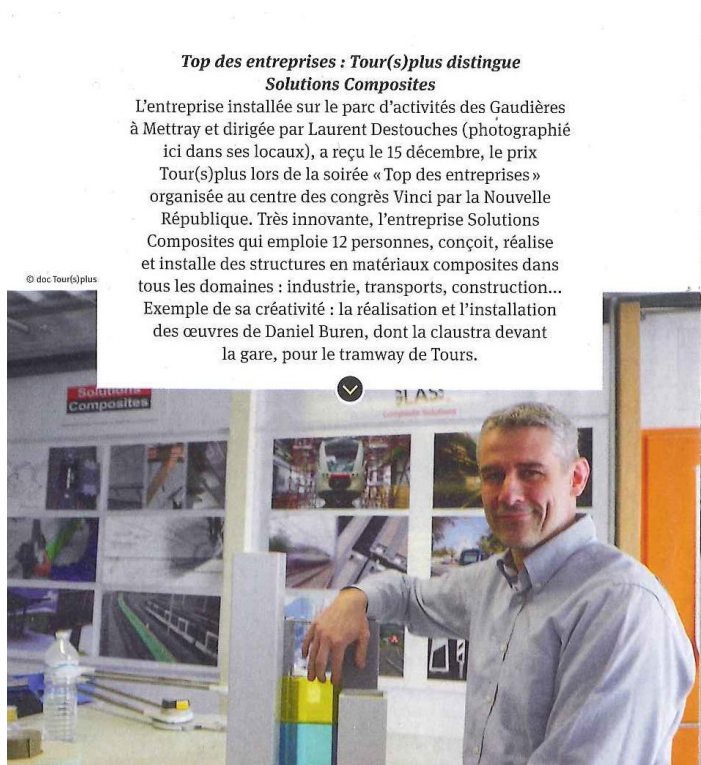 Top des entreprises : Tour(s)plus distingue
Solutions Composites
L'entreprise installée sur le parc d'activités des Gaudières
à Mettray et dirigée par Laurent Destouches (photographié
ici dans ses locaux), a reçu le 15 décembre, le prix
Tour(s)plus lors de la soirée « Top des entreprises »
organisée au centre des congrès Vinci par la Nouvelle
République. Très innovante, l'entreprise Solutions
Composites qui emploie 12 personnes, conçoit, réalise
et installe des structures en matériaux composites dans
tous les domaines : industrie, transports, construction...
Exemple de sa créativité : la réalisation et l'installation
des œuvres de Daniel Buren, dont la claustra devant
la gare, pour le tramway de Tours.
© doc Tour(s)plus
Solutions
Composites
Composite Solutions